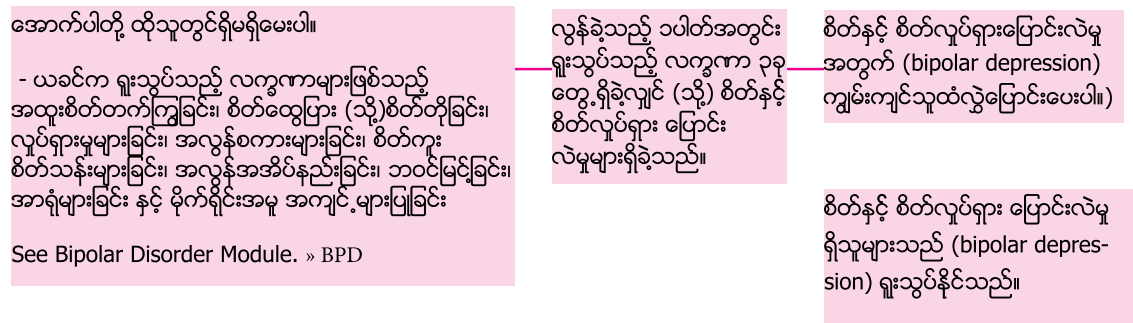 အောက်ပါတို့ ထိုသူတွင်ရှိမရှိမေးပါ။
- ယခင်က ရူးသွပ်သည့် လက္ခဏာများဖြစ်သည့်
အထူးစိတ်တက်ကြွခြင်း၊ စိတ်ထွေပြား (သို့)စိတ်တိုခြင်း၊
လှုပ်ရှားမှုများခြင်း၊ အလွန်စကားများခြင်း၊ စိတ်ကူး
စိတ်သန်းများခြင်း၊ အလွန်အအိပ်နည်းခြင်း၊ ဘဝင်မြင့်ခြင်း၊
အာရုံများခြင်း နှင့် မိုက်ရိုင်းအမူ အကျင့်များပြုခြင်း
See Bipolar Disorder Module. » BPD
လွန်ခဲ့သည့် ၁ပါတ်အတွင်း
ရူးသွပ်သည့် လက္ခဏာ ၃ခု
တွေ့ရှိခဲ့လျှင် (သို့) စိတ်နှင့်
စိတ်လှုပ်ရှား ပြောင်း
လဲမှုများရှိခဲ့သည်။
စိတ်နှင့် စိတ်လှုပ်ရှားပြောင်းလဲမှု
အတွက် (bipolar depression)
ကျွမ်းကျင်သူထံလွှဲပြောင်းပေးပါ။)
စိတ်နှင့် စိတ်လှုပ်ရှား ပြောင်းလဲမှု
ရှိသူများသည် (bipolar depres-
sion) ရူးသွပ်နိုင်သည်။